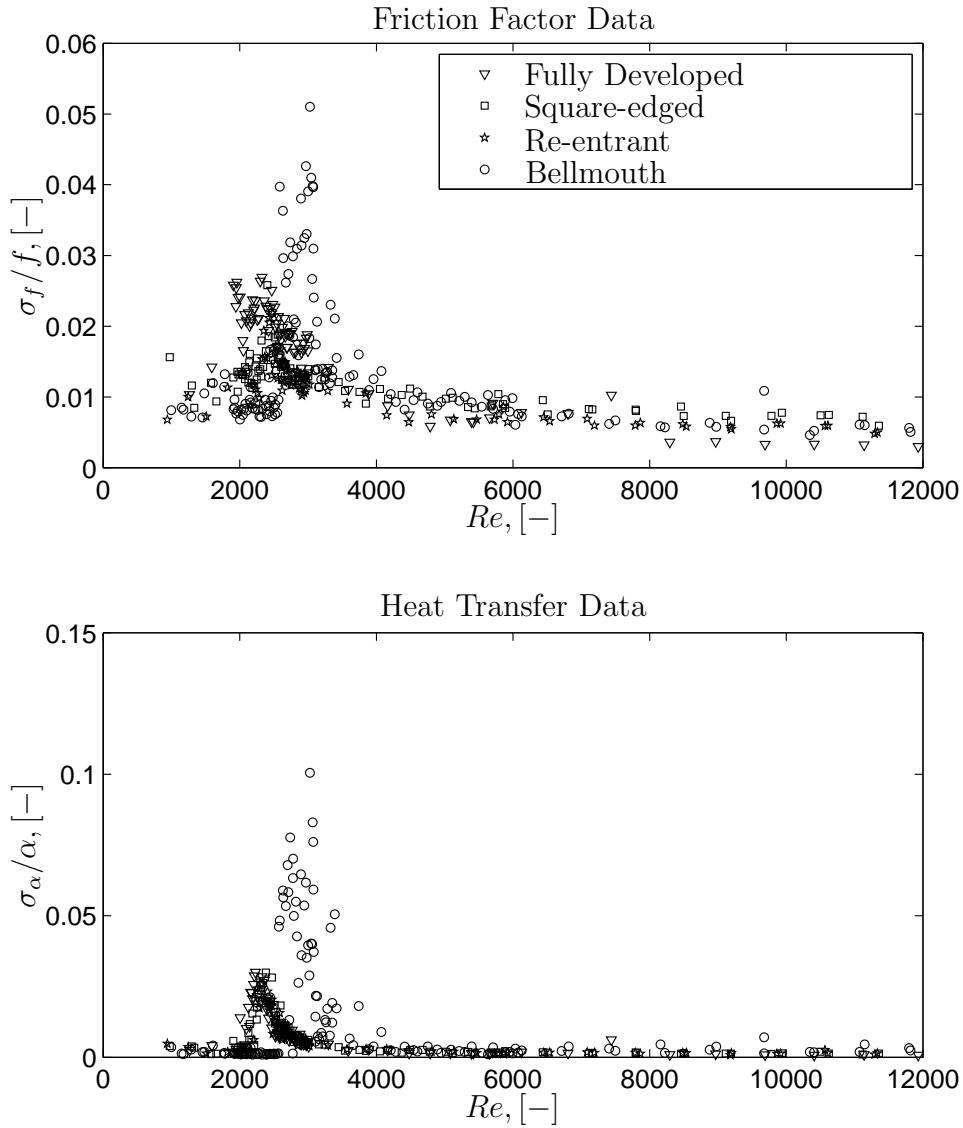 Friction Factor Data
0.06
0.05
0.04
0.03
0.02
0.01
0
σ_f/f, [−]
Fully Developed
Square-edged
Re-entrant
Bellmouth
0 2000 4000 6000 8000 10000 12000
Re, [−]
Heat Transfer Data
0.15
0.1
0.05
0
σ_α/α, [−]
0 2000 4000 6000 8000 10000 12000
Re, [−]